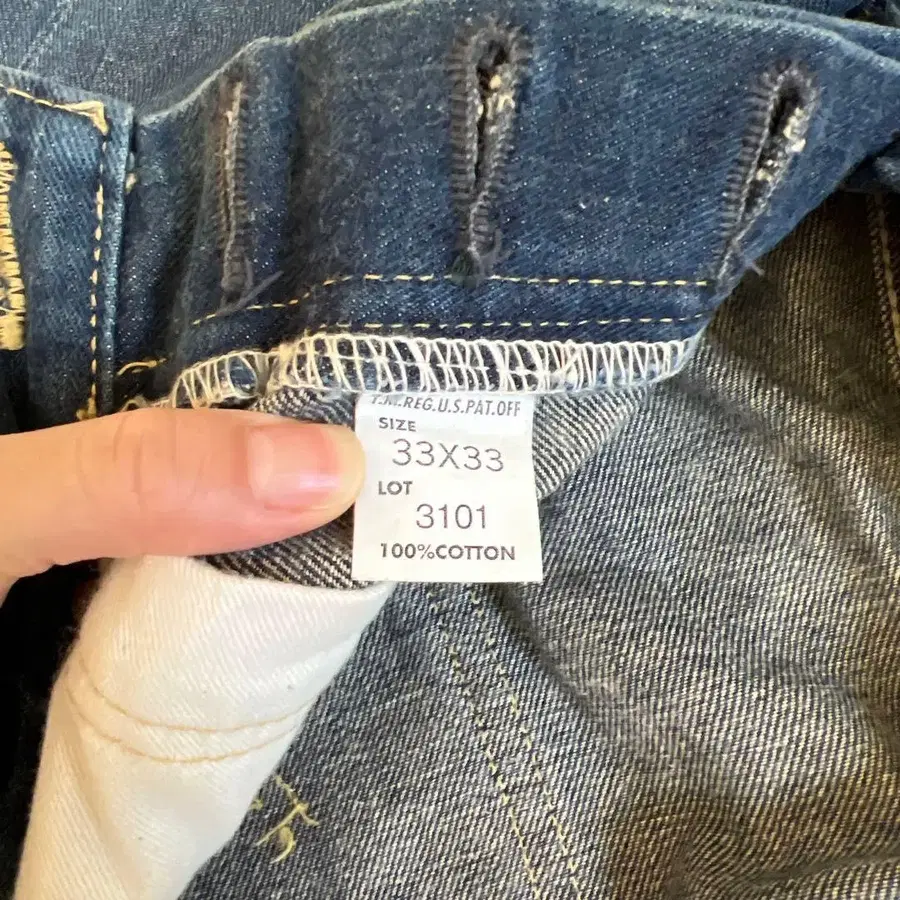 T.M.REG.U.S.PAT.OFF
SIZE
33X33
LOT
3101
100%COTTON